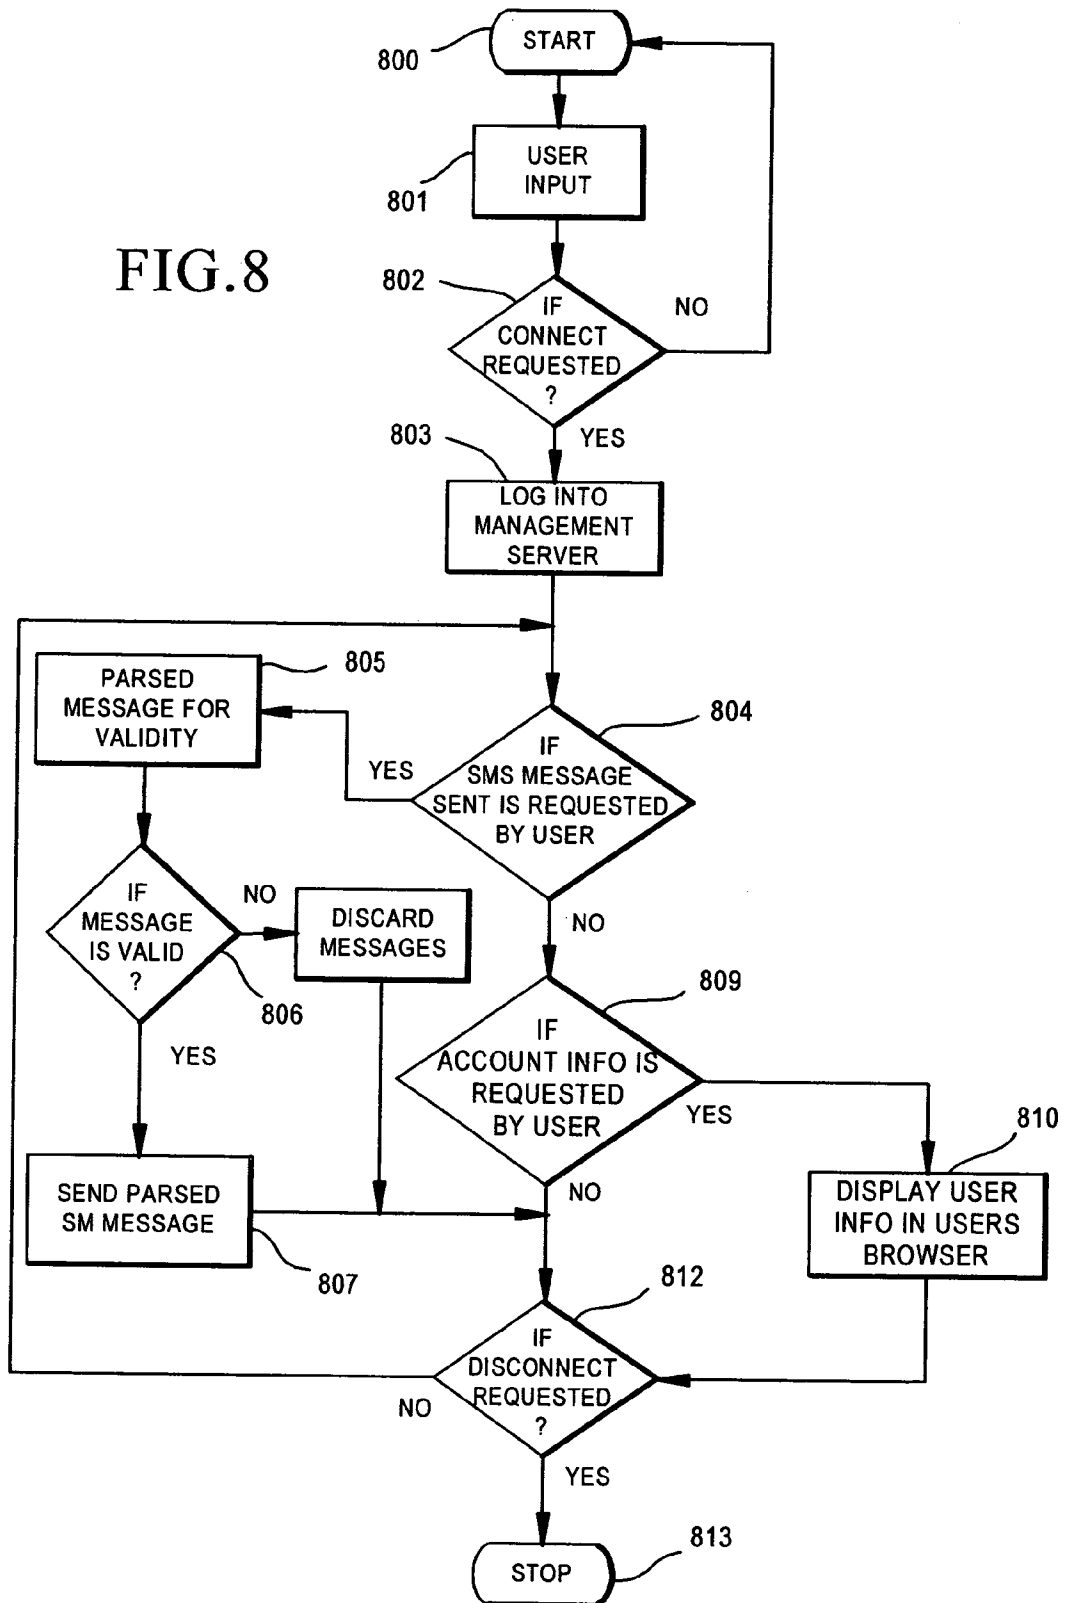 START
800
USER
INPUT
801
FIG.8
802
IF
CONNECT
REQUESTED
?
NO
YES
803
LOG INTO
MANAGEMENT
SERVER
805
PARSED
MESSAGE FOR
VALIDITY
804
IF
SMS MESSAGE
SENT IS REQUESTED
BY USER
YES
NO
IF
MESSAGE
IS VALID
?
NO
806
YES
DISCARD
MESSAGES
809
IF
ACCOUNT INFO IS
REQUESTED
BY USER
YES
NO
810
DISPLAY USER
INFO IN USERS
BROWSER
SEND PARSED
SM MESSAGE
807
812
IF
DISCONNECT
REQUESTED
?
NO
YES
813
STOP